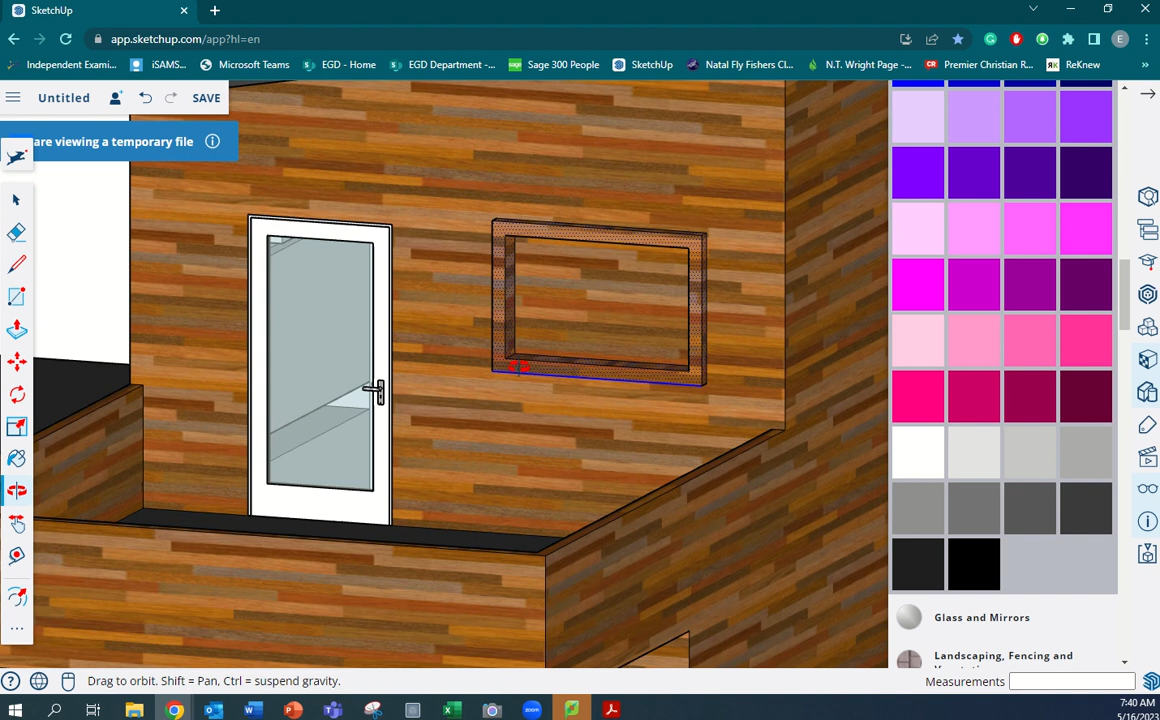 SketchUp
app.sketchup.com/app?hl=en
E
Independent Exami...
iSAMS...
Microsoft Teams
EGD - Home
EGD Department -...
Sage 300 People
SketchUp
Natal Fly Fishers Cl...
N.T. Wright Page -...
Premier Christian R...
ReKnew
Untitled
SAVE
are viewing a temporary file
Glass and Mirrors
Landscaping, Fencing and
Drag to orbit. Shift = Pan, Ctrl = suspend gravity.
Measurements
7:40 AM
5/16/2023